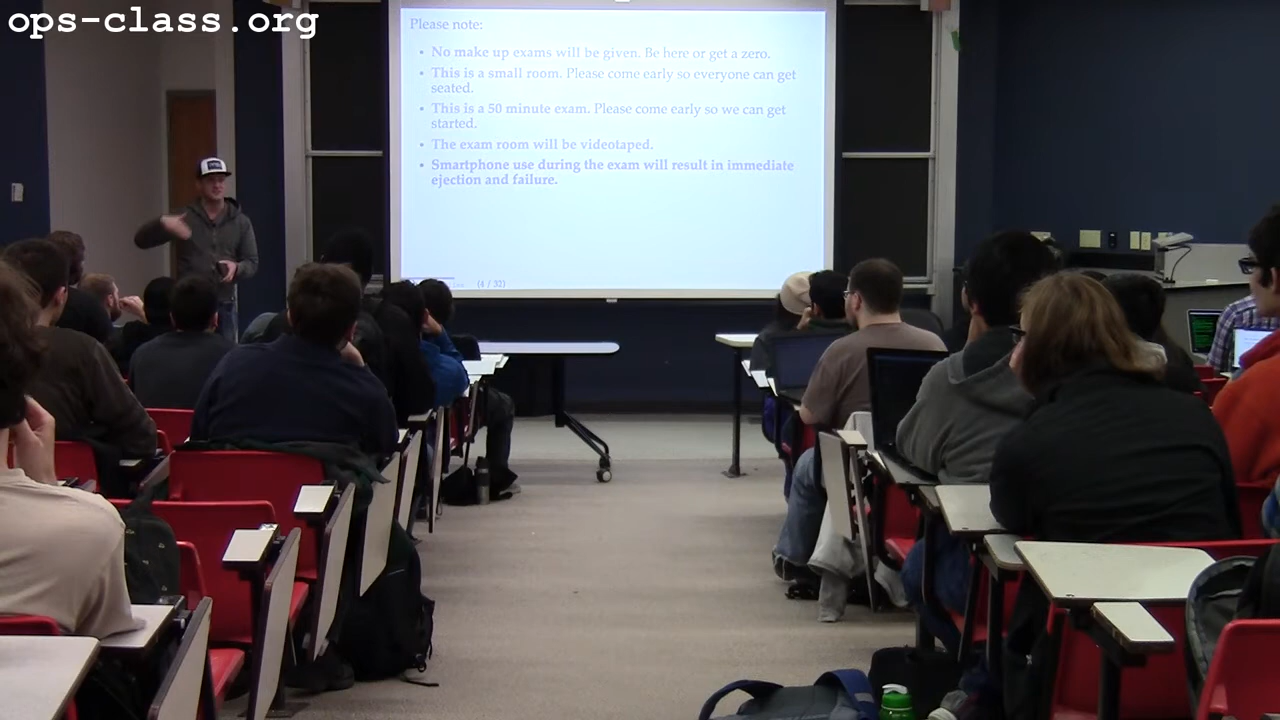 ops-class.org
Please note:
• No make up exams will be given. Be here or get a zero.
• This is a small room. Please come early so everyone can get
seated.
• This is a 50 minute exam. Please come early so we can get
started.
• The exam room will be videotaped.
• Smartphone use during the exam will result in immediate
ejection and failure.
(4 / 32)